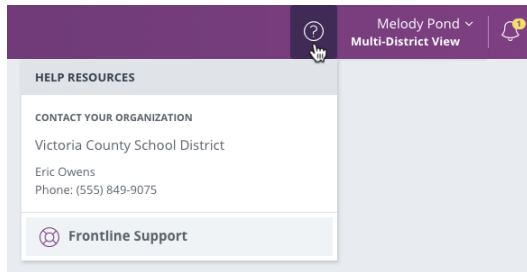 Melody Pond
Multi-District View
1
HELP RESOURCES
CONTACT YOUR ORGANIZATION
Victoria County School District
Eric Owens
Phone: (555) 849-9075
Frontline Support